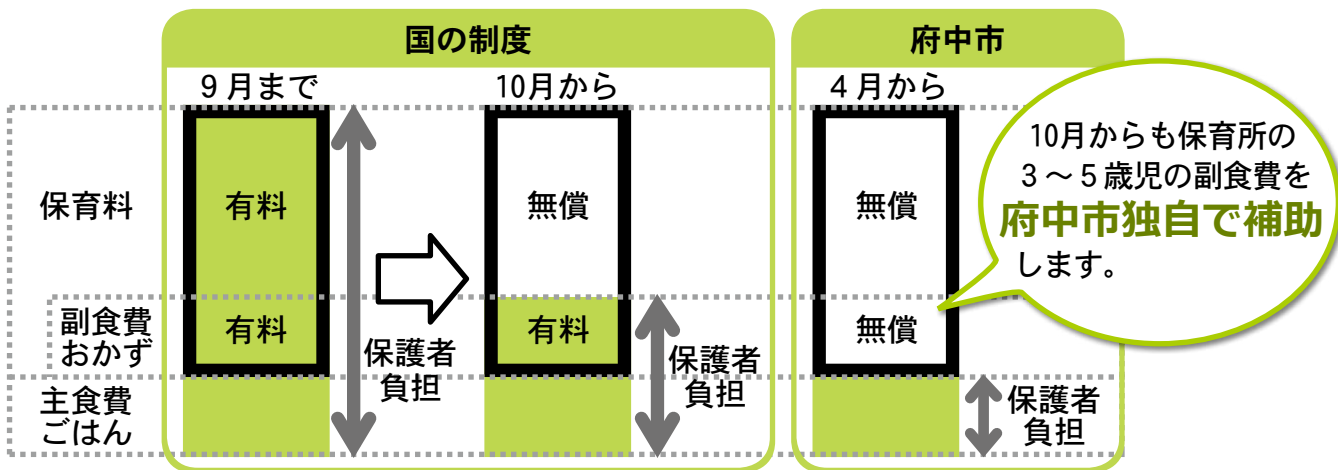 国の制度
府中市
9月まで
10月から
4月から
保育料
有料
無償
無償
10月からも保育所の
3～5歳児の副食費を
府中市独自で補助
します。
副食費
おかず
有料
有料
無償
保護者
負担
保護者
負担
主食費
ごはん
保護者
負担